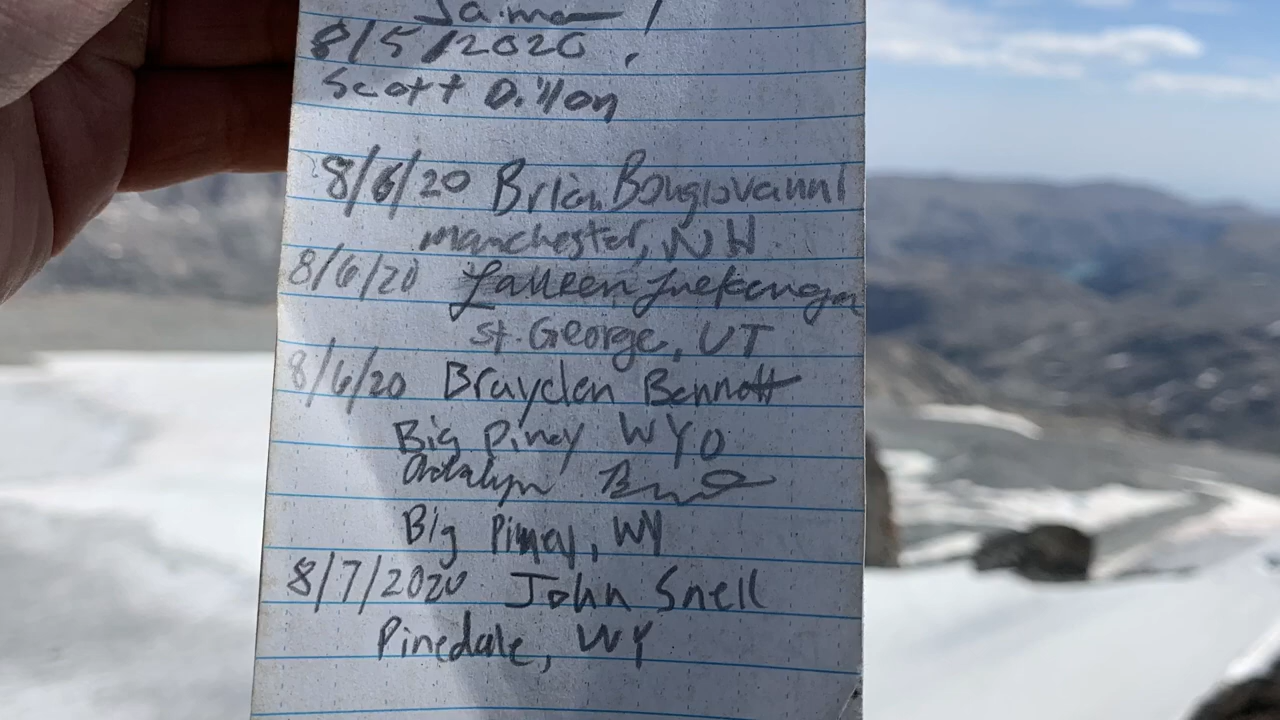 8/5/2020!
Scott Dillon
8/6/20 Brian Bongiovanni
Manchester, NH
8/6/20
St. George, UT
8/6/20 Brayden Bennett
Big Piney WYO
Big Piney, WY
8/7/2020 John Snell
Pinedale, WY